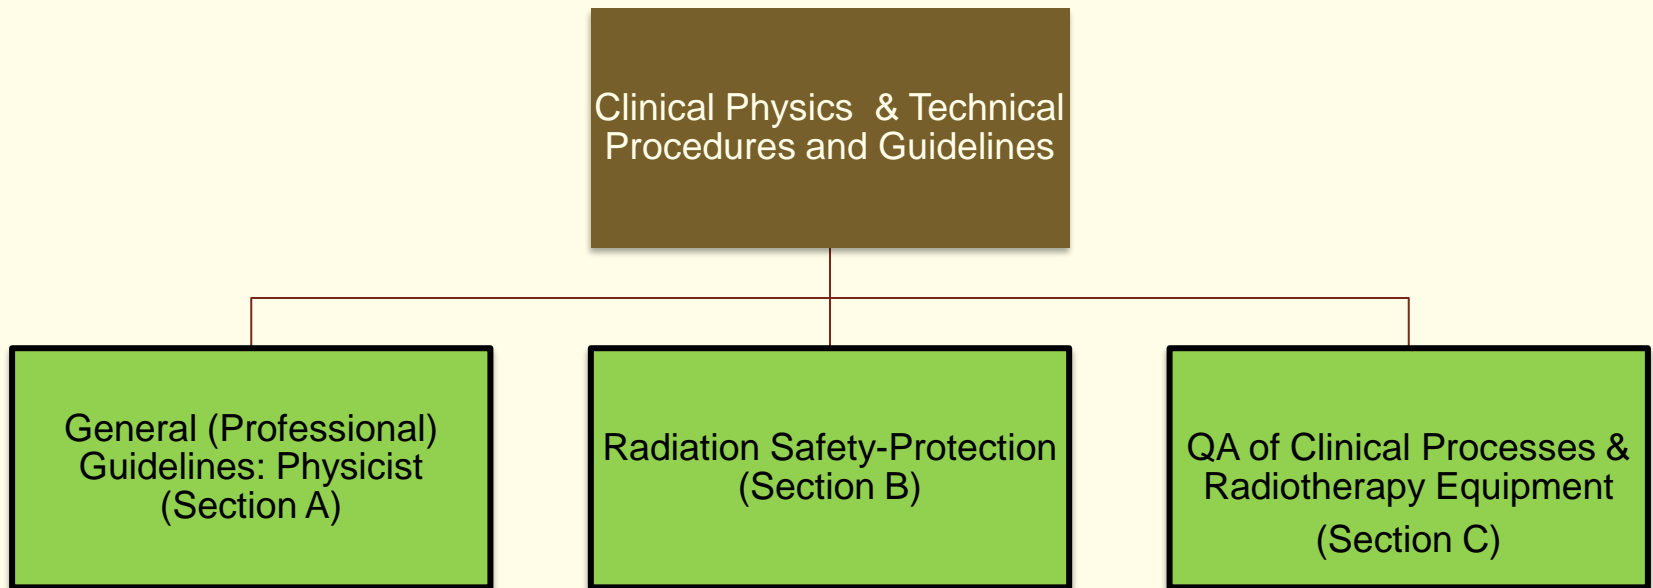 Clinical Physics  & Technical
Procedures and Guidelines
General (Professional)
Guidelines: Physicist
(Section A)
Radiation Safety-Protection
(Section B)
QA of Clinical Processes &
Radiotherapy Equipment
(Section C)